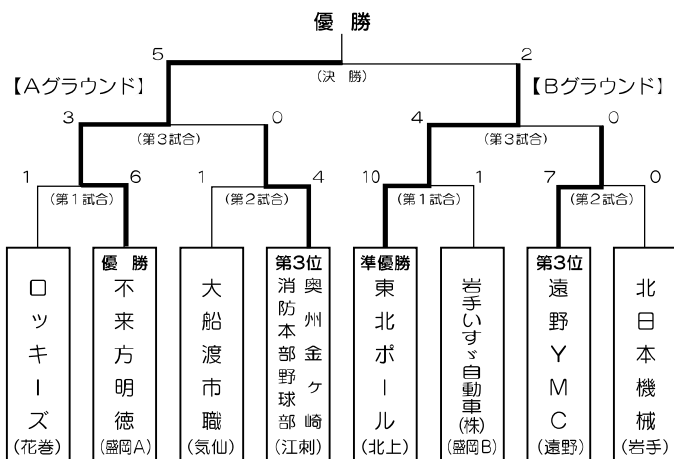 優勝
5 2
(決勝)
【Aグラウンド】 【Bグラウンド】
3 0 4 0
(第3試合) (第3試合)
1 6 1 4 10 1 7 0
(第1試合) (第2試合) (第1試合) (第2試合)
ロッキーズ
(花巻)
優勝
不来方明徳
(盛岡A)
大船渡市職
(気仙)
第3位
奥州金ヶ崎
消防本部野球部
(江刺)
準優勝
東北ポール
(北上)
岩手いすゞ自動車(株)
(盛岡B)
第3位
遠野YMC
(遠野)
北日本機械
(岩手)